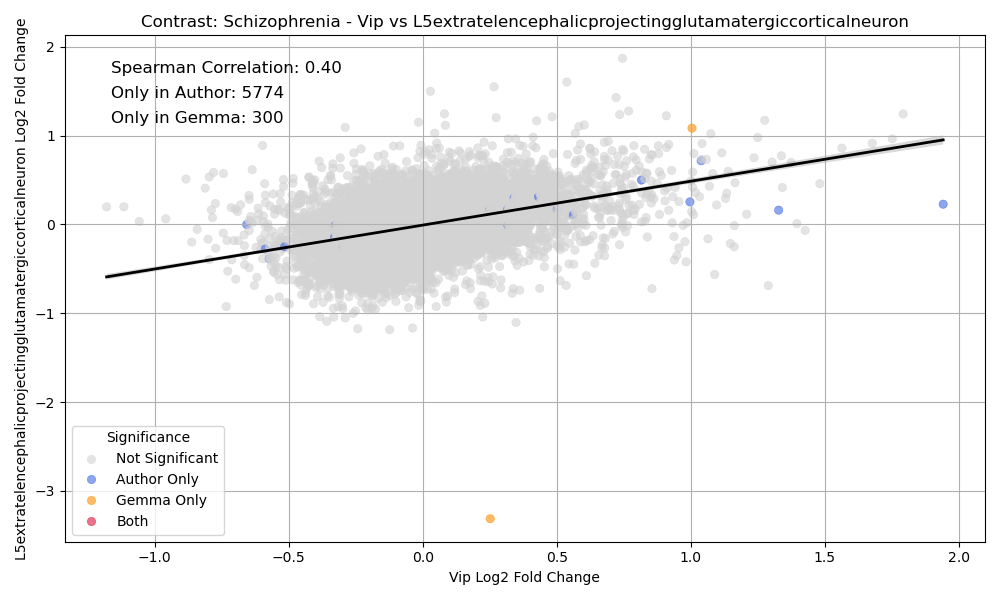 Contrast: Schizophrenia - Vip vs L5extratelencephalicprojectingglutamatergiccorticalneuron
L5extratelencephalicprojectingglutamatergiccorticalneuron Log2 Fold Change
2
1
0
−1
−2
−3
Spearman Correlation: 0.40
Only in Author: 5774
Only in Gemma: 300
Significance
Not Significant
Author Only
Gemma Only
Both
−1.0 −0.5 0.0 0.5 1.0 1.5 2.0
Vip Log2 Fold Change